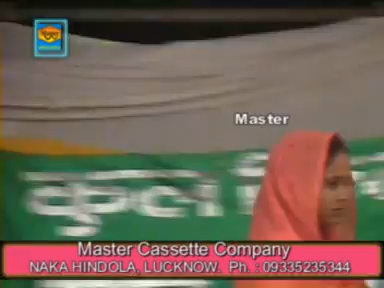 Master
कुल
Master Cassette Company
NAKA HINDOLA, LUCKNOW. Ph. : 09335235344